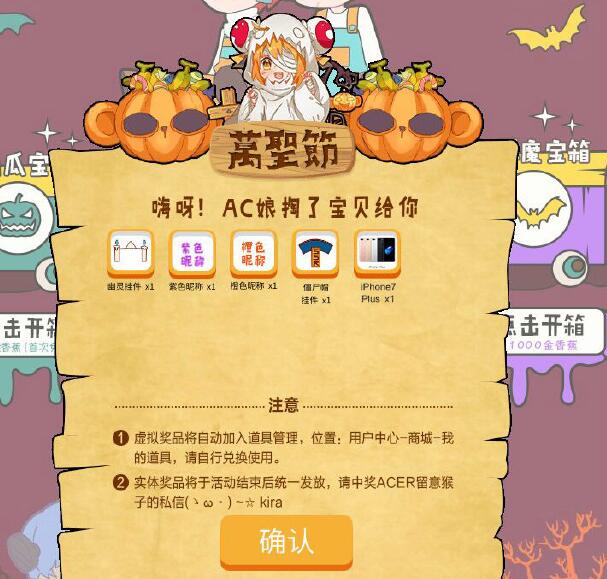 萬聖節
瓜宝
魔宝箱
嗨呀！AC娘掏了宝贝给你
紫色
昵称
橙色
昵称
幽灵挂件 x1
紫色昵称 x1
橙色昵称 x1
僵尸帽
挂件 x1
iPhone7
Plus x1
击开箱
点击开箱
金香蕉(首次
1000金香蕉
注意
1 虚拟奖品将自动加入道具管理，位置：用户中心-商城-我
的道具，请自行兑换使用。
2 实体奖品将于活动结束后统一发放，请中奖ACER留意猴
子的私信(丶ω・)~☆ kira
确认